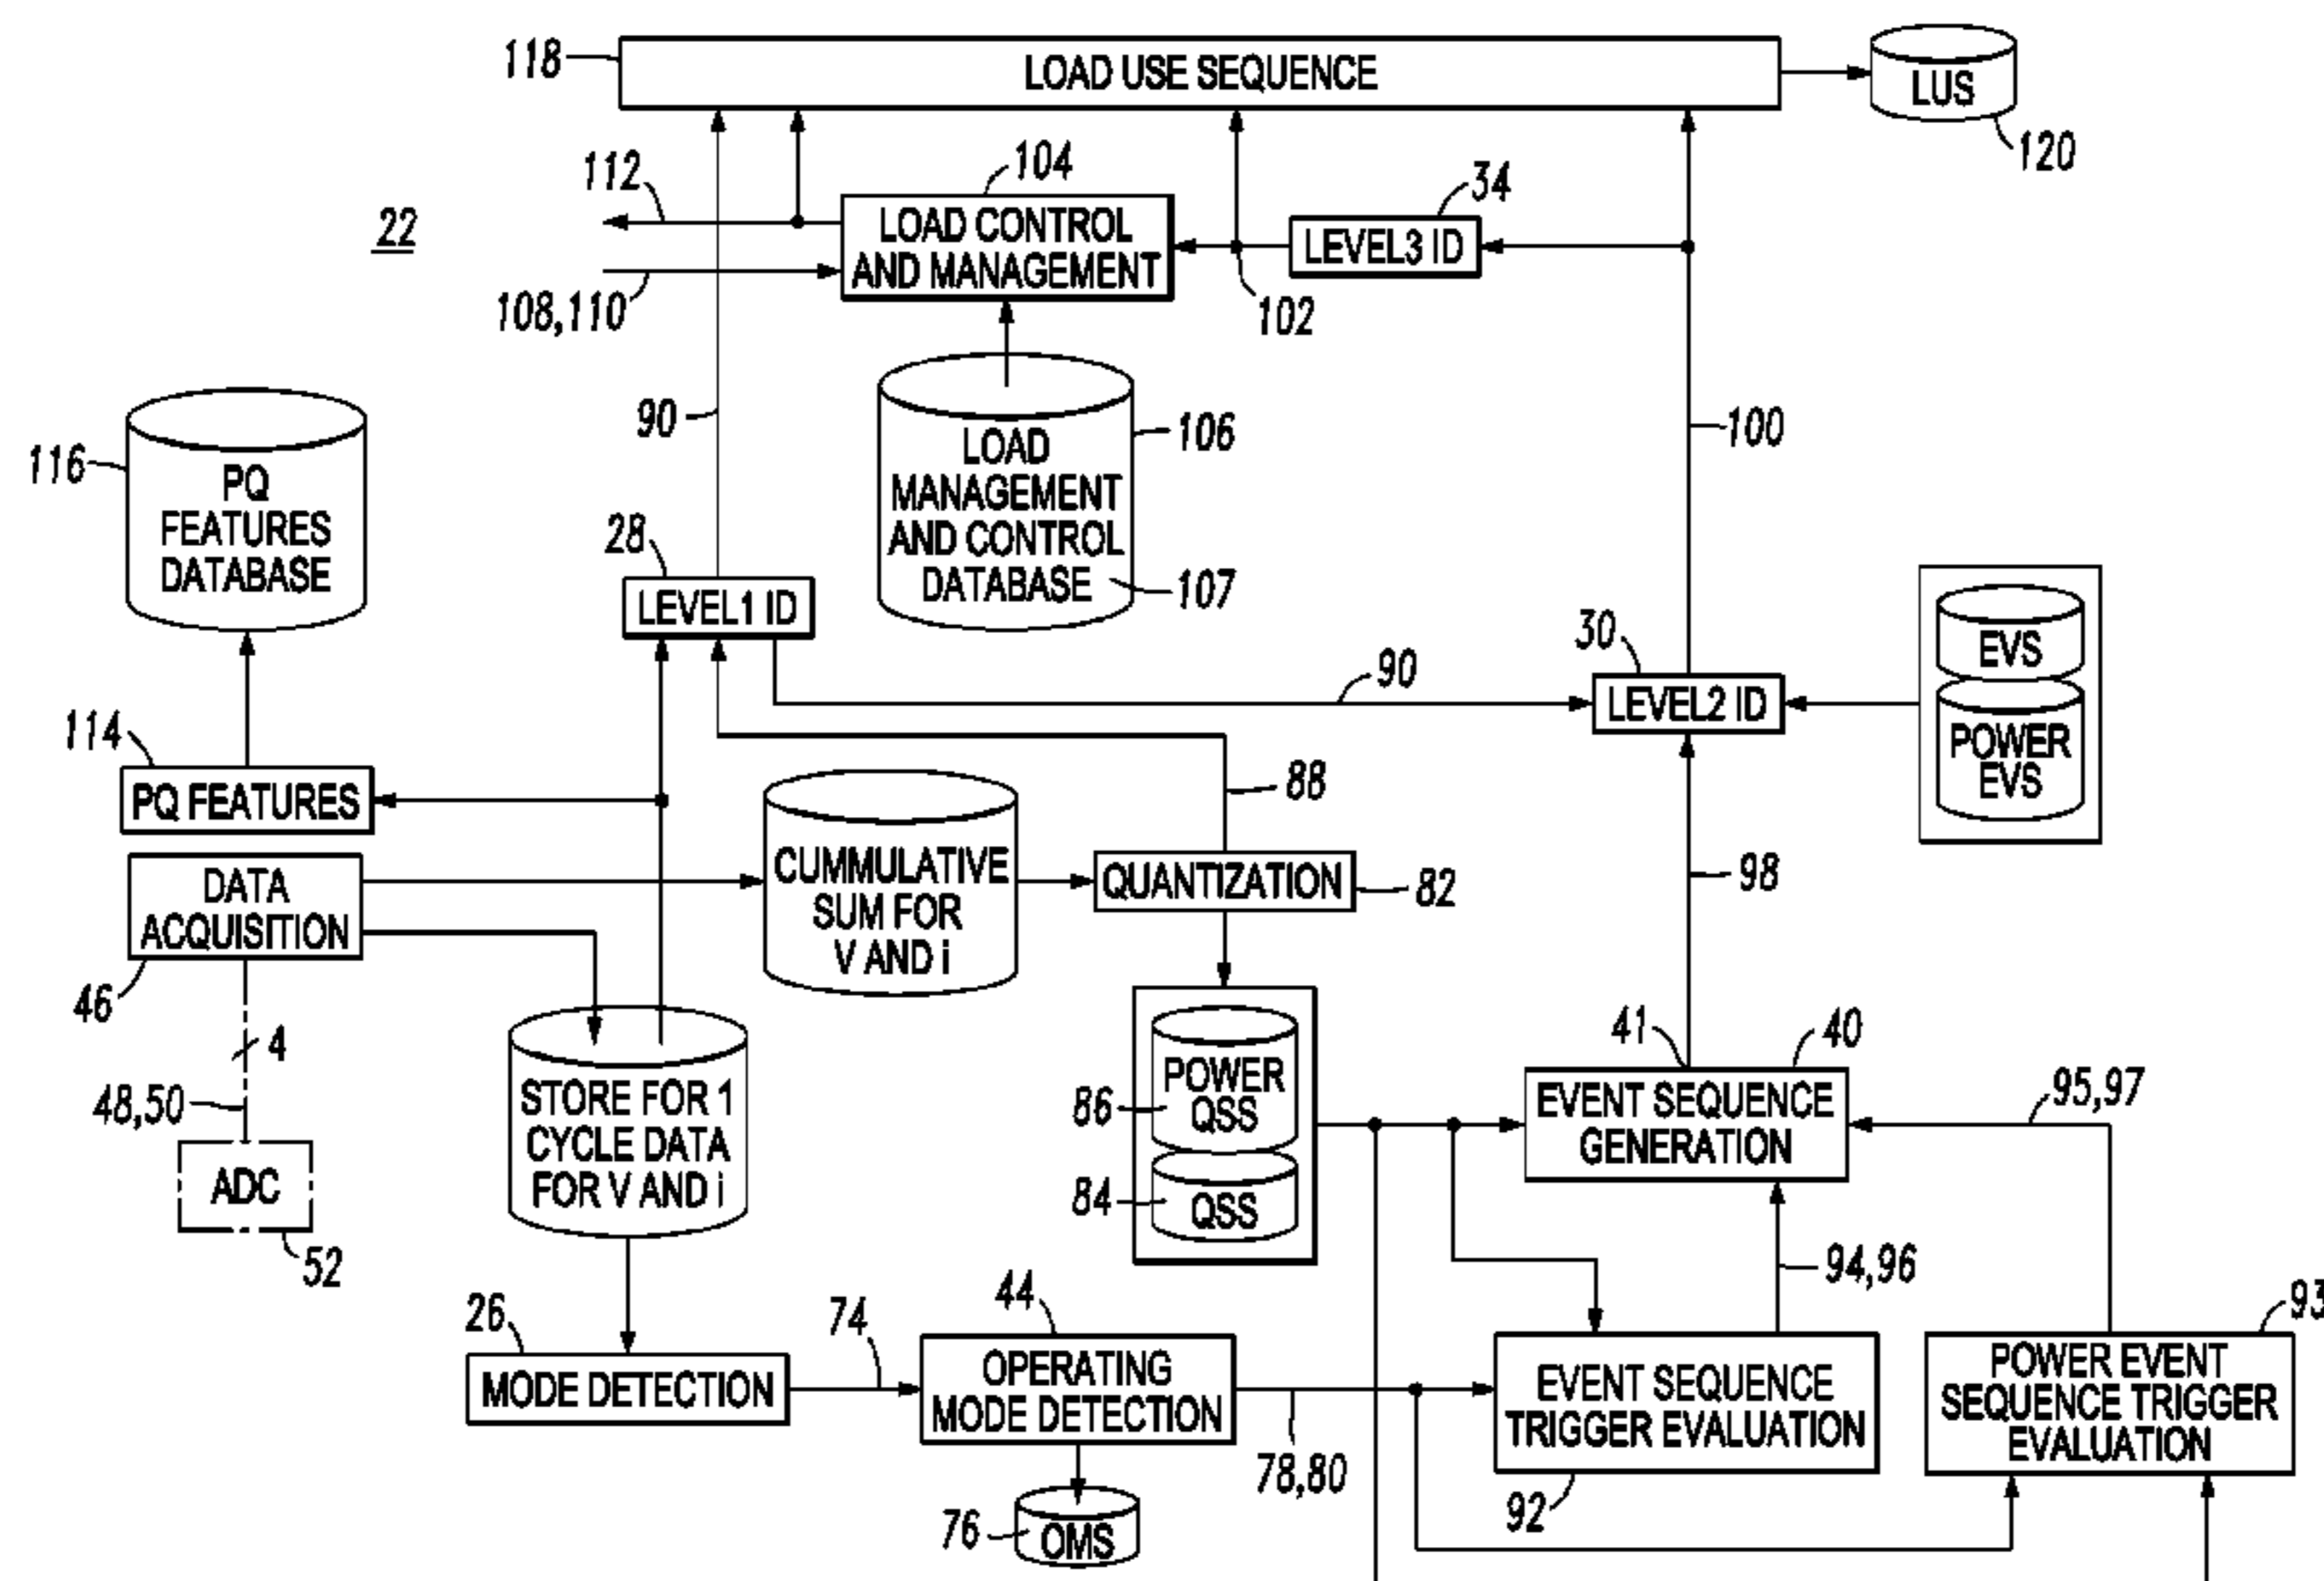 118
LOAD USE SEQUENCE
LUS
120
112
104
34
22
LOAD CONTROL
AND MANAGEMENT
LEVEL3 ID
108,110
102
90
106
100
116
PQ
FEATURES
DATABASE
LOAD
MANAGEMENT
AND CONTROL
DATABASE
107
28
LEVEL1 ID
30
EVS
90
LEVEL2 ID
POWER
EVS
114
PQ FEATURES
88
98
DATA
ACQUISITION
CUMMULATIVE
SUM FOR
V AND i
QUANTIZATION
82
46
4
48,50
ADC
52
STORE FOR 1
CYCLE DATA
FOR V AND i
86
POWER
QSS
84
QSS
41
40
EVENT SEQUENCE
GENERATION
95,97
94,96
26
74
44
93
MODE DETECTION
OPERATING
MODE DETECTION
78,80
EVENT SEQUENCE
TRIGGER EVALUATION
POWER EVENT
SEQUENCE TRIGGER
EVALUATION
92
76
OMS